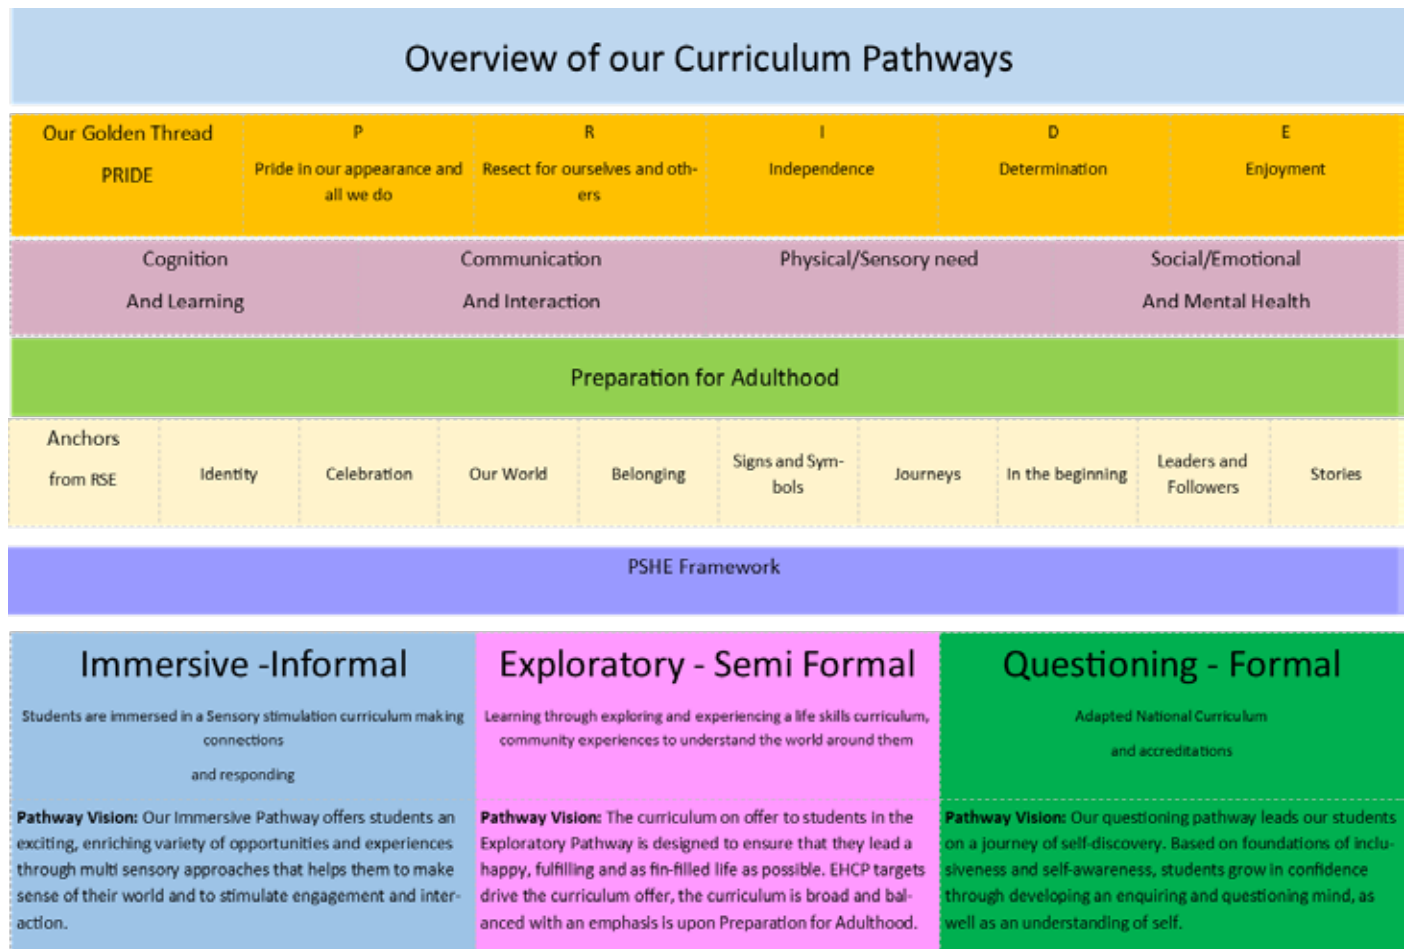 Overview of our Curriculum Pathways
Our Golden Thread
PRIDE
P
Pride in our appearance and
all we do
R
Resect for ourselves and oth-
ers
I
Independence
D
Determination
E
Enjoyment
Cognition
And Learning
Communication
And Interaction
Physical/Sensory need
Social/Emotional
And Mental Health
Preparation for Adulthood
Anchors
from RSE
Identity
Celebration
Our World
Belonging
Signs and Sym-
bols
Journeys
In the beginning
Leaders and
Followers
Stories
PSHE Framework
Immersive -Informal
Students are immersed in a Sensory stimulation curriculum making
connections
and responding
Pathway Vision: Our Immersive Pathway offers students an
exciting, enriching variety of opportunities and experiences
through multi sensory approaches that helps them to make
sense of their world and to stimulate engagement and inter-
action.
Exploratory - Semi Formal
Learning through exploring and experiencing a life skills curriculum,
community experiences to understand the world around them
Pathway Vision: The curriculum on offer to students in the
Exploratory Pathway is designed to ensure that they lead a
happy, fulfilling and as fin-filled life as possible. EHCP targets
drive the curriculum offer, the curriculum is broad and bal-
anced with an emphasis is upon Preparation for Adulthood.
Questioning - Formal
Adapted National Curriculum
and accreditations
Pathway Vision: Our questioning pathway leads our students
on a journey of self-discovery. Based on foundations of inclu-
siveness and self-awareness, students grow in confidence
through developing an enquiring and questioning mind, as
well as an understanding of self.